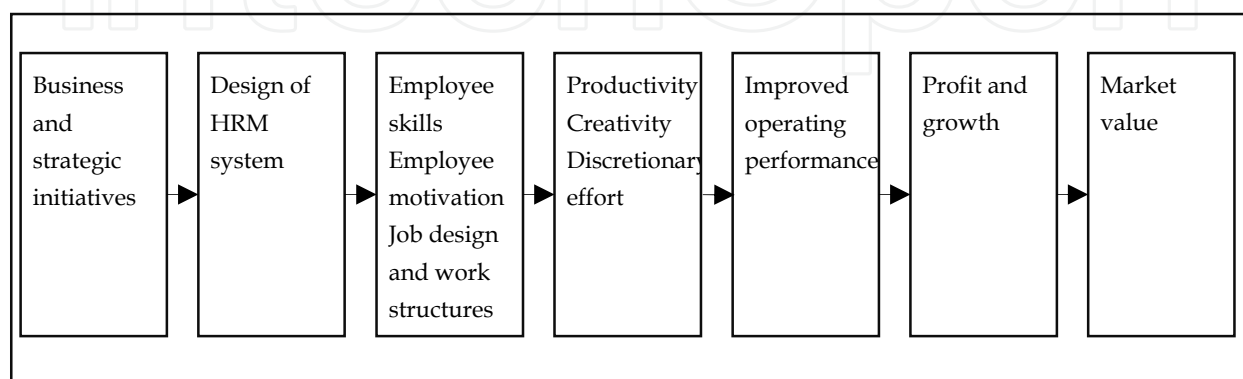 Business
and
strategic
initiatives
Design of
HRM
system
Employee
skills
Employee
motivation
Job design
and work
structures
Productivity
Creativity
Discretionary
effort
Improved
operating
performance
Profit and
growth
Market
value